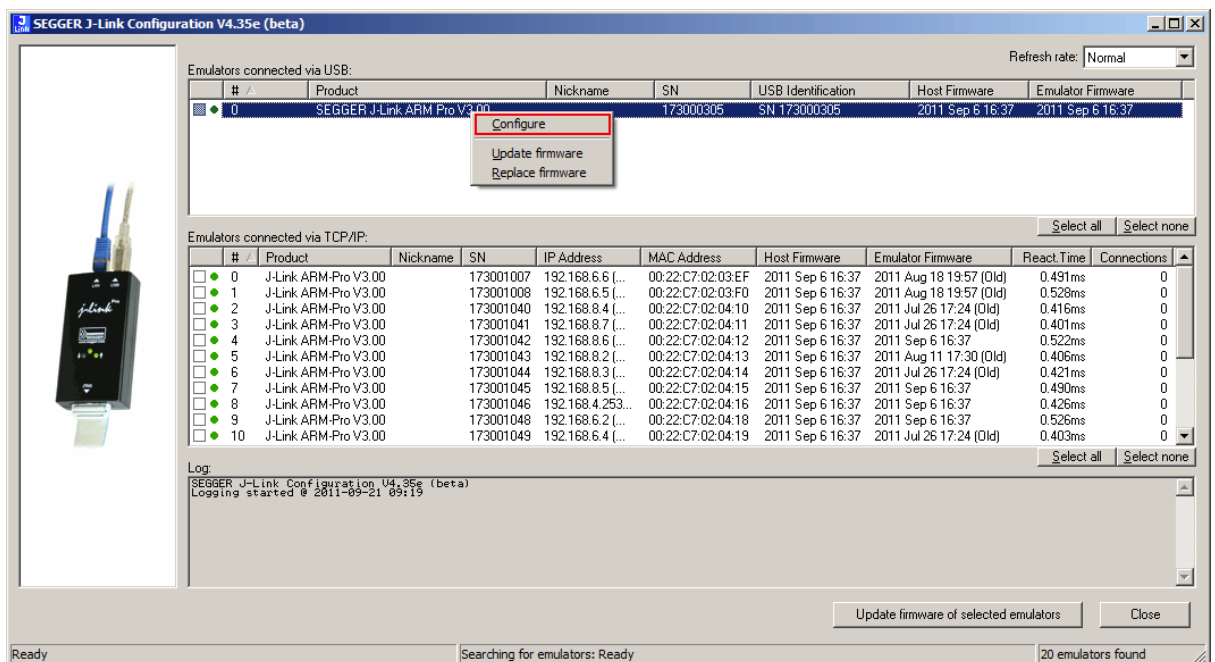 SEGGER J-Link Configuration V4.35e (beta)
Refresh rate: Normal
Emulators connected via USB:
# Product Nickname SN USB Identification Host Firmware Emulator Firmware
0 SEGGER J-Link ARM Pro V3.00 173000305 SN 173000305 2011 Sep 6 16:37 2011 Sep 6 16:37
Configure
Update firmware
Replace firmware
Select all Select none
Emulators connected via TCP/IP:
# Product Nickname SN IP Address MAC Address Host Firmware Emulator Firmware React.Time Connections
0 J-Link ARM-Pro V3.00 173001007 192.168.6.6 (... 00:22:C7:02:03:EF 2011 Sep 6 16:37 2011 Aug 18 19:57 (Old) 0.491ms 0
1 J-Link ARM-Pro V3.00 173001008 192.168.6.5 (... 00:22:C7:02:03:F0 2011 Sep 6 16:37 2011 Aug 18 19:57 (Old) 0.528ms 0
2 J-Link ARM-Pro V3.00 173001040 192.168.8.4 (... 00:22:C7:02:04:10 2011 Sep 6 16:37 2011 Jul 26 17:24 (Old) 0.416ms 0
3 J-Link ARM-Pro V3.00 173001041 192.168.8.7 (... 00:22:C7:02:04:11 2011 Sep 6 16:37 2011 Jul 26 17:24 (Old) 0.401ms 0
4 J-Link ARM-Pro V3.00 173001042 192.168.8.6 (... 00:22:C7:02:04:12 2011 Sep 6 16:37 2011 Sep 6 16:37 0.522ms 0
5 J-Link ARM-Pro V3.00 173001043 192.168.8.2 (... 00:22:C7:02:04:13 2011 Sep 6 16:37 2011 Aug 11 17:30 (Old) 0.406ms 0
6 J-Link ARM-Pro V3.00 173001044 192.168.8.3 (... 00:22:C7:02:04:14 2011 Sep 6 16:37 2011 Jul 26 17:24 (Old) 0.421ms 0
7 J-Link ARM-Pro V3.00 173001045 192.168.8.5 (... 00:22:C7:02:04:15 2011 Sep 6 16:37 2011 Sep 6 16:37 0.490ms 0
8 J-Link ARM-Pro V3.00 173001046 192.168.4.253... 00:22:C7:02:04:16 2011 Sep 6 16:37 2011 Sep 6 16:37 0.426ms 0
9 J-Link ARM-Pro V3.00 173001048 192.168.6.2 (... 00:22:C7:02:04:18 2011 Sep 6 16:37 2011 Sep 6 16:37 0.526ms 0
10 J-Link ARM-Pro V3.00 173001049 192.168.6.4 (... 00:22:C7:02:04:19 2011 Sep 6 16:37 2011 Jul 26 17:24 (Old) 0.403ms 0
Select all Select none
j-link Pro
Log:
SEGGER J-Link Configuration V4.35e (beta)
Logging started @ 2011-09-21 09:19
Update firmware of selected emulators Close
Ready Searching for emulators: Ready 20 emulators found